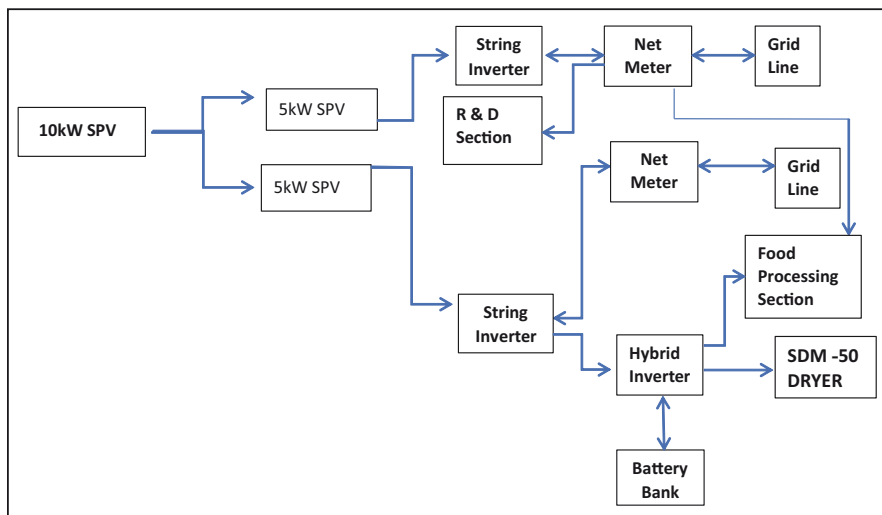 10kW SPV
5kW SPV
String
Inverter
Net
Meter
Grid
Line
R & D
Section
5kW SPV
Net
Meter
Grid
Line
String
Inverter
Food
Processing
Section
Hybrid
Inverter
SDM -50
DRYER
Battery
Bank